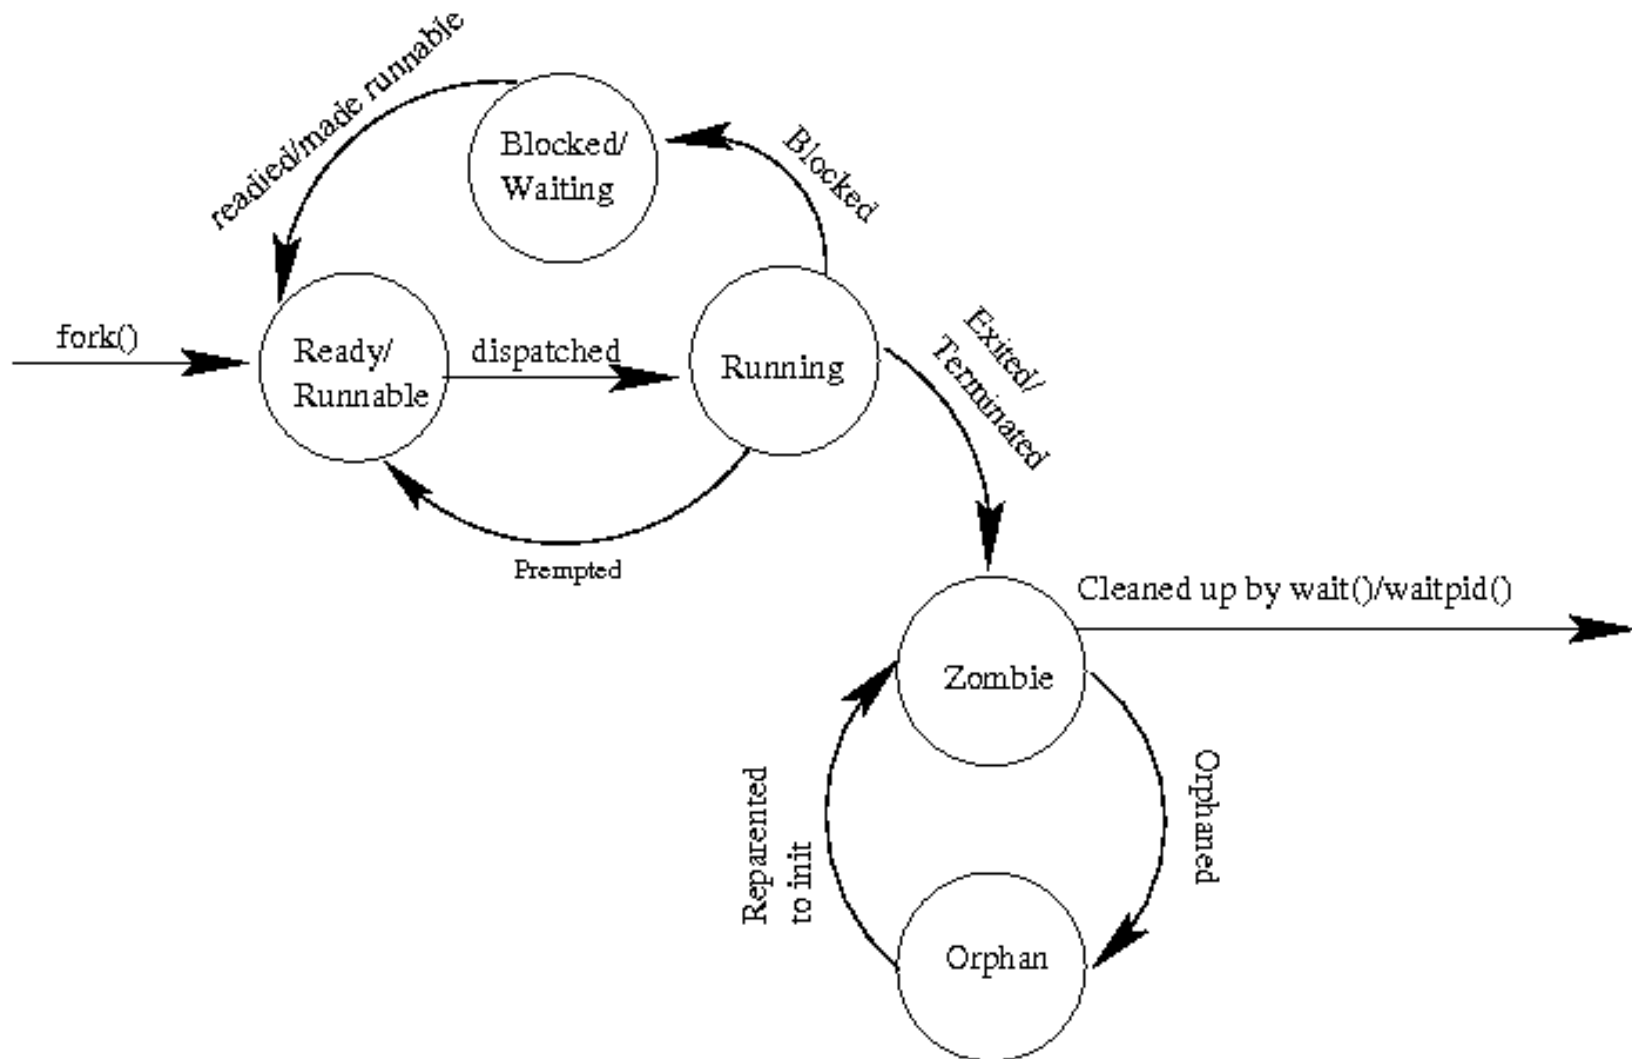 readied/made runnable
Blocked/
Waiting
Blocked
fork()
Ready/
Runnable
dispatched
Running
Exited/
Terminated
Prempted
Cleaned up by wait()/waitpid()
Zombie
Reparented
to init
Orphaned
Orphan